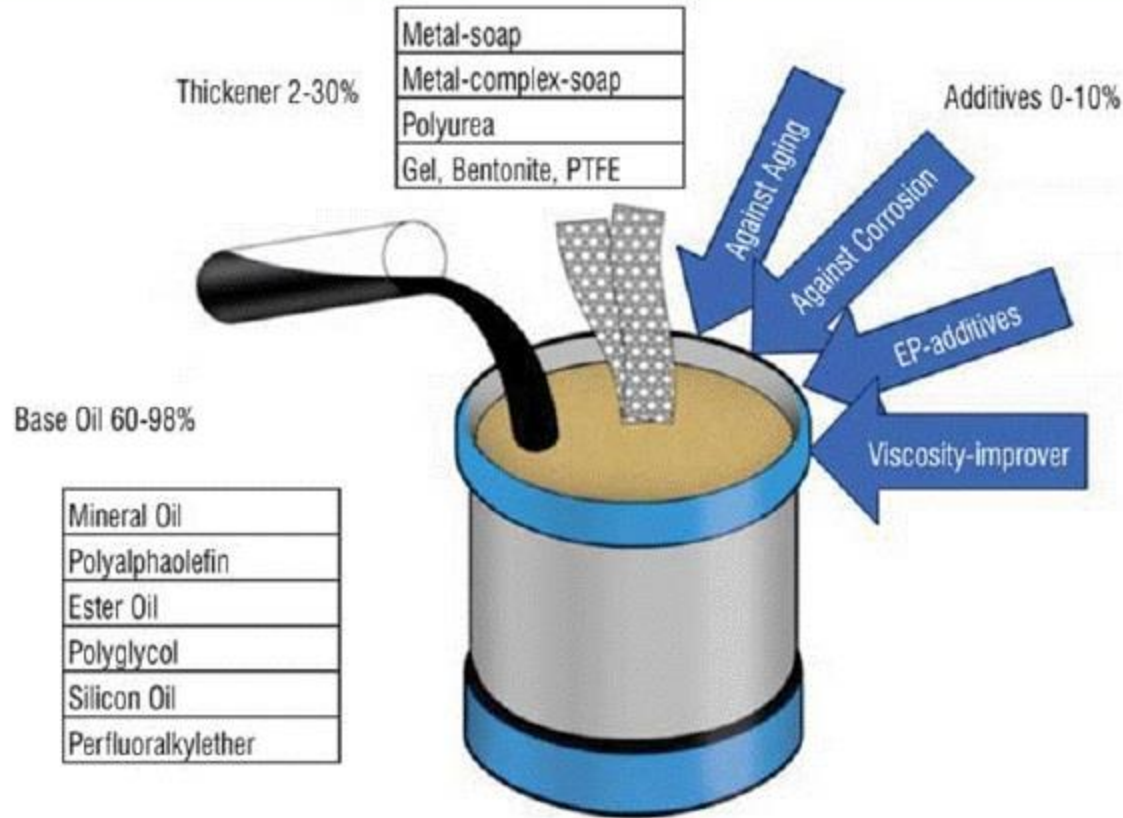 Thickener 2-30%
Metal-soap
Metal-complex-soap
Polyurea
Gel, Bentonite, PTFE
Additives 0-10%
Against Aging
Against Corrosion
EP-additives
Viscosity-improver
Base Oil 60-98%
Mineral Oil
Polyalphaolefin
Ester Oil
Polyglycol
Silicon Oil
Perfluoralkylether